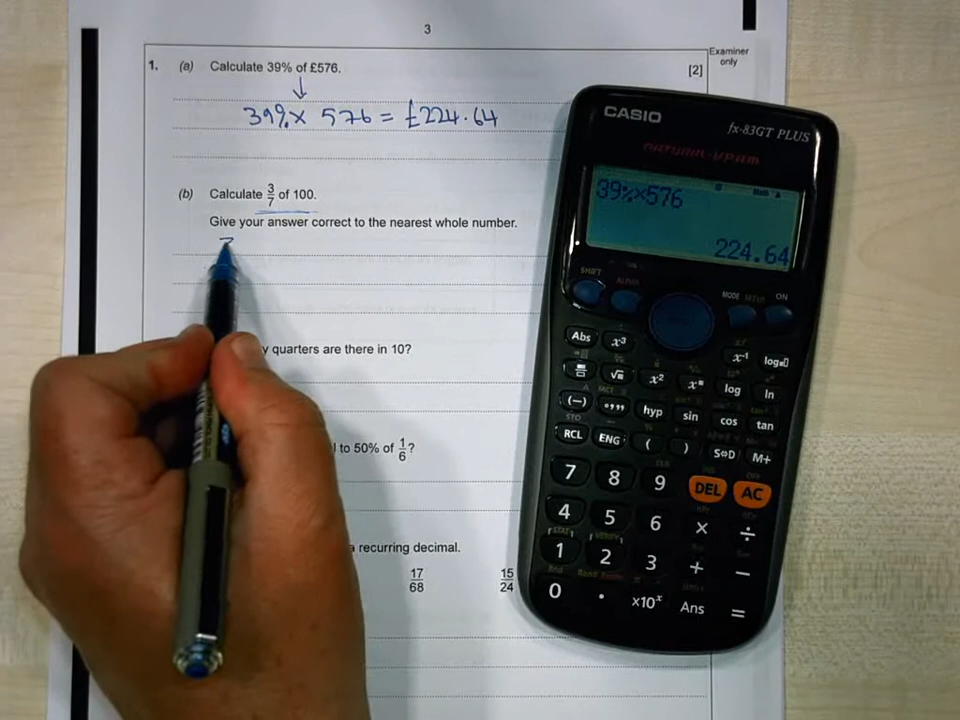 3
Examiner
only
1. (a) Calculate 39% of £576. [2]
39% × 576 = £224.64
(b) Calculate 3/7 of 100.
Give your answer correct to the nearest whole number.
quarters are there in 10?
to 50% of 1/6?
a recurring decimal.
17/68 15/24
CASIO
fx-83GT PLUS
NATURAL-V.P.A.M.
39%×576
224.64
SHIFT ALPHA MODE SETUP ON
Abs x³ x⁻¹ log
√ x² log ln
(−) hyp sin cos tan
RCL ENG ( ) S⇔D M+
7 8 9 DEL AC
4 5 6 × ÷
1 2 3 + −
0 . ×10ˣ Ans =